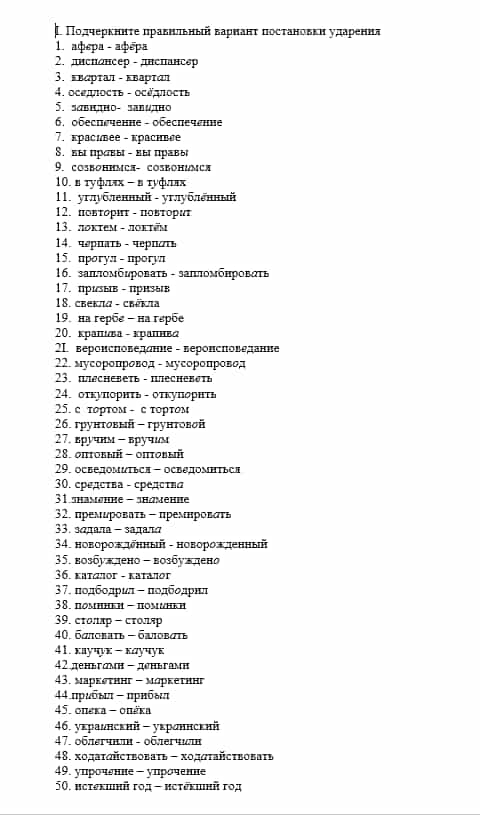 I. Подчеркните правильный вариант постановки ударения
1. афера - афёра
2. диспансер - диспансер
3. квартал - квартал
4. оседлость - осёдлость
5. завидно- завидно
6. обеспечение - обеспечение
7. красивее - красивее
8. вы правы - вы правы
9. созвонимся- созвонимся
10. в туфлях – в туфлях
11. углубленный - углублённый
12. повторит - повторит
13. локтем - локтём
14. черпать - черпать
15. прогул - прогул
16. запломбировать - запломбировать
17. призыв - призыв
18. свекла - свёкла
19. на гербе – на гербе
20. крапива - крапива
2I. вероисповедание - вероисповедание
22. мусоропровод - мусоропровод
23. плесневеть - плесневеть
24. откупорить - откупорить
25. с тортом - с тортом
26. грунтовый – грунтовой
27. вручим – вручим
28. оптовый – оптовый
29. осведомиться – осведомиться
30. средства - средства
31.знамение – знамение
32. премировать – премировать
33. задала – задала
34. новорождённый - новорожденный
35. возбуждено – возбуждено
36. каталог - каталог
37. подбодрил – подбодрил
38. поминки – поминки
39. столяр – столяр
40. баловать – баловать
41. каучук – каучук
42.деньгами – деньгами
43. маркетинг – маркетинг
44.прибыл – прибыл
45. опека – опёка
46. украинский – украинский
47. облегчили - облегчили
48. ходатайствовать – ходатайствовать
49. упрочение – упрочение
50. истекший год – истёкший год